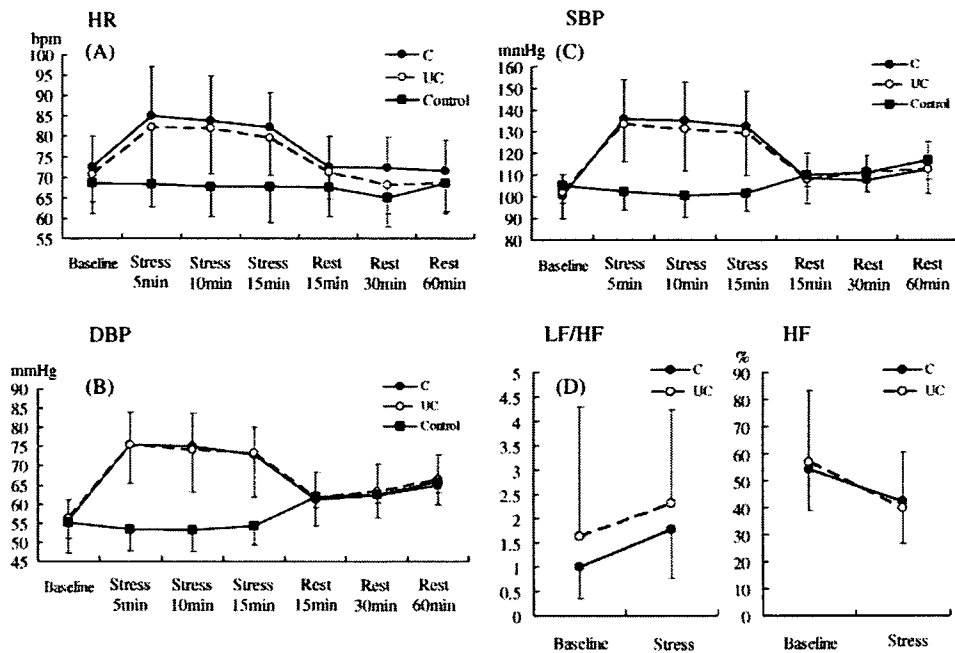 HR
bpm
(A)
C
UC
Control
100
95
90
85
80
75
70
65
60
55
Baseline
Stress 5min
Stress 10min
Stress 15min
Rest 15min
Rest 30min
Rest 60min
SBP
mmHg
(C)
C
UC
Control
160
150
140
130
120
110
100
90
80
Baseline
Stress 5min
Stress 10min
Stress 15min
Rest 15min
Rest 30min
Rest 60min
DBP
mmHg
(B)
C
UC
Control
90
85
80
75
70
65
60
55
50
45
Baseline
Stress 5min
Stress 10min
Stress 15min
Rest 15min
Rest 30min
Rest 60min
LF/HF
(D)
C
UC
5
4.5
4
3.5
3
2.5
2
1.5
1
0.5
0
Baseline
Stress
HF
%
C
UC
90
80
70
60
50
40
30
20
10
0
Baseline
Stress